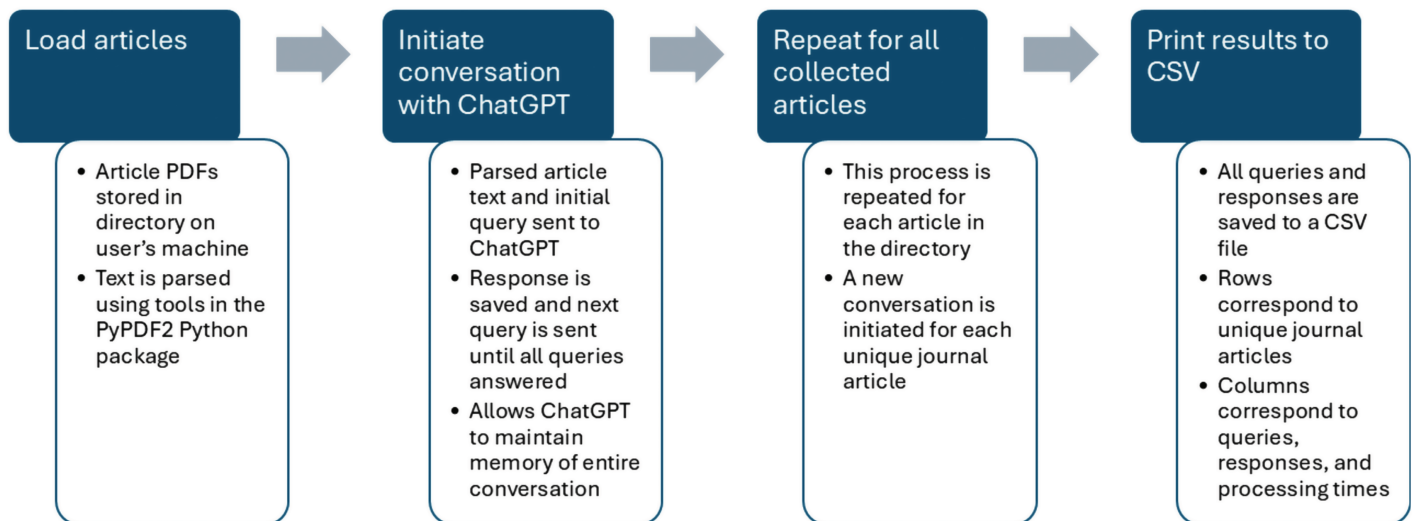 Load articles
• Article PDFs
stored in
directory on
user’s machine
• Text is parsed
using tools in the
PyPDF2 Python
package
Initiate
conversation
with ChatGPT
• Parsed article
text and initial
query sent to
ChatGPT
• Response is
saved and next
query is sent
until all queries
answered
• Allows ChatGPT
to maintain
memory of entire
conversation
Repeat for all
collected
articles
• This process is
repeated for
each article in
the directory
• A new
conversation is
initiated for each
unique journal
article
Print results to
CSV
• All queries and
responses are
saved to a CSV
file
• Rows
correspond to
unique journal
articles
• Columns
correspond to
queries,
responses, and
processing times